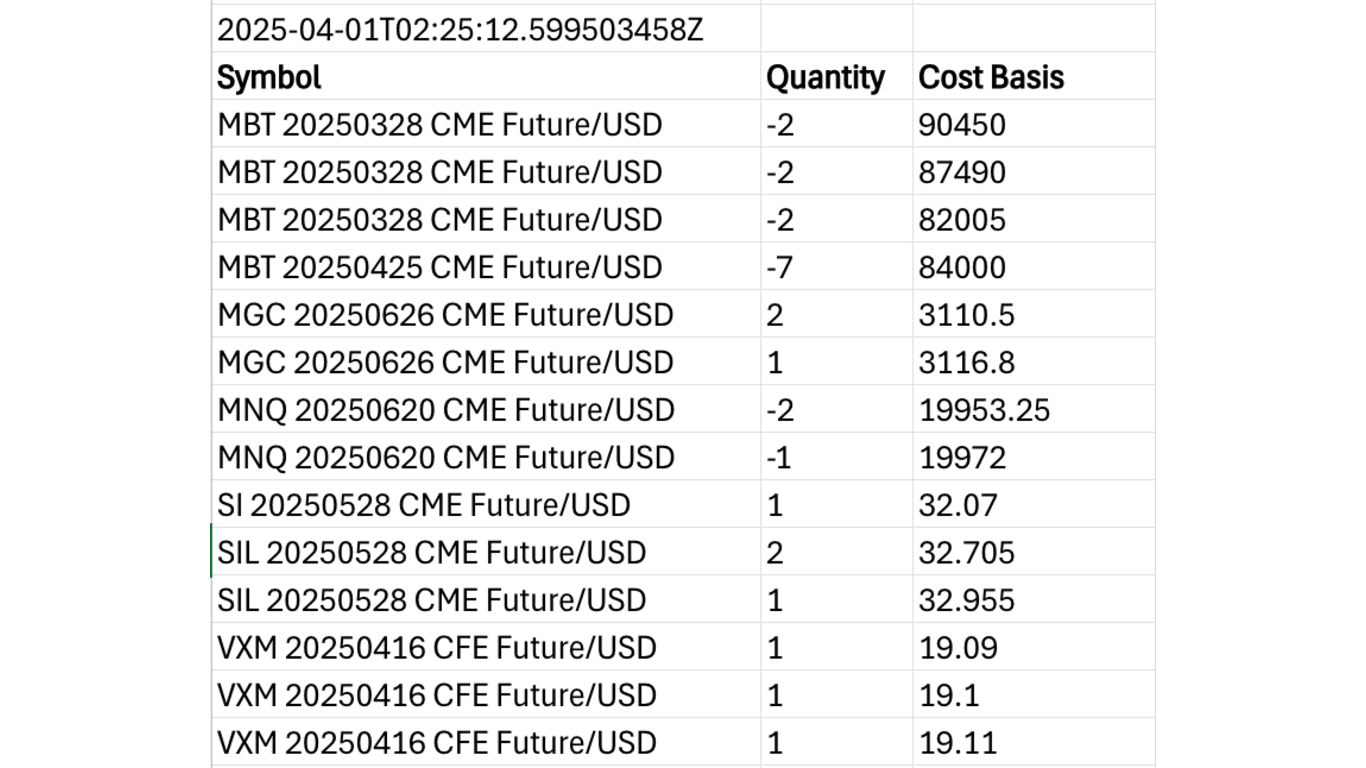 2025-04-01T02:25:12.599503458Z
Symbol Quantity Cost Basis
MBT 20250328 CME Future/USD -2 90450
MBT 20250328 CME Future/USD -2 87490
MBT 20250328 CME Future/USD -2 82005
MBT 20250425 CME Future/USD -7 84000
MGC 20250626 CME Future/USD 2 3110.5
MGC 20250626 CME Future/USD 1 3116.8
MNQ 20250620 CME Future/USD -2 19953.25
MNQ 20250620 CME Future/USD -1 19972
SI 20250528 CME Future/USD 1 32.07
SIL 20250528 CME Future/USD 2 32.705
SIL 20250528 CME Future/USD 1 32.955
VXM 20250416 CFE Future/USD 1 19.09
VXM 20250416 CFE Future/USD 1 19.1
VXM 20250416 CFE Future/USD 1 19.11